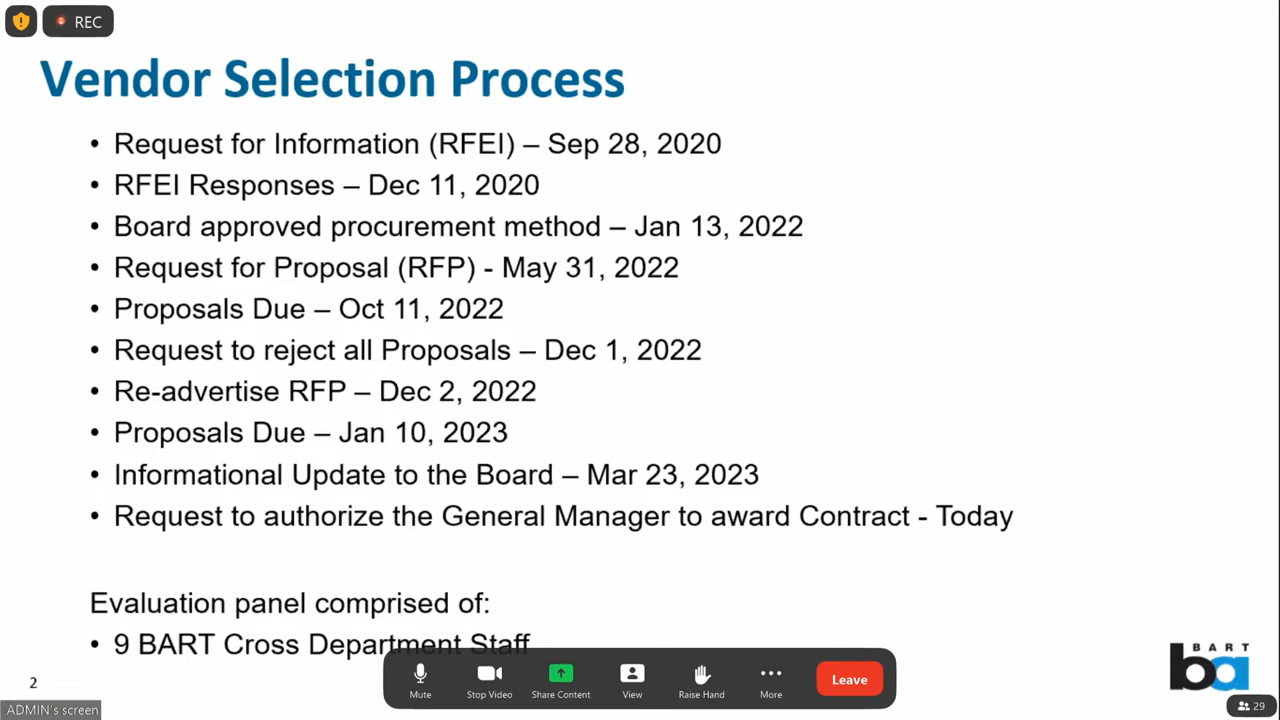 REC
Vendor Selection Process
• Request for Information (RFEI) – Sep 28, 2020
• RFEI Responses – Dec 11, 2020
• Board approved procurement method – Jan 13, 2022
• Request for Proposal (RFP) - May 31, 2022
• Proposals Due – Oct 11, 2022
• Request to reject all Proposals – Dec 1, 2022
• Re-advertise RFP – Dec 2, 2022
• Proposals Due – Jan 10, 2023
• Informational Update to the Board – Mar 23, 2023
• Request to authorize the General Manager to award Contract - Today
Evaluation panel comprised of:
• 9 BART Cross Department Staff
BART
ba
2
Mute Stop Video Share Content View Raise Hand More Leave
ADMIN's screen
29